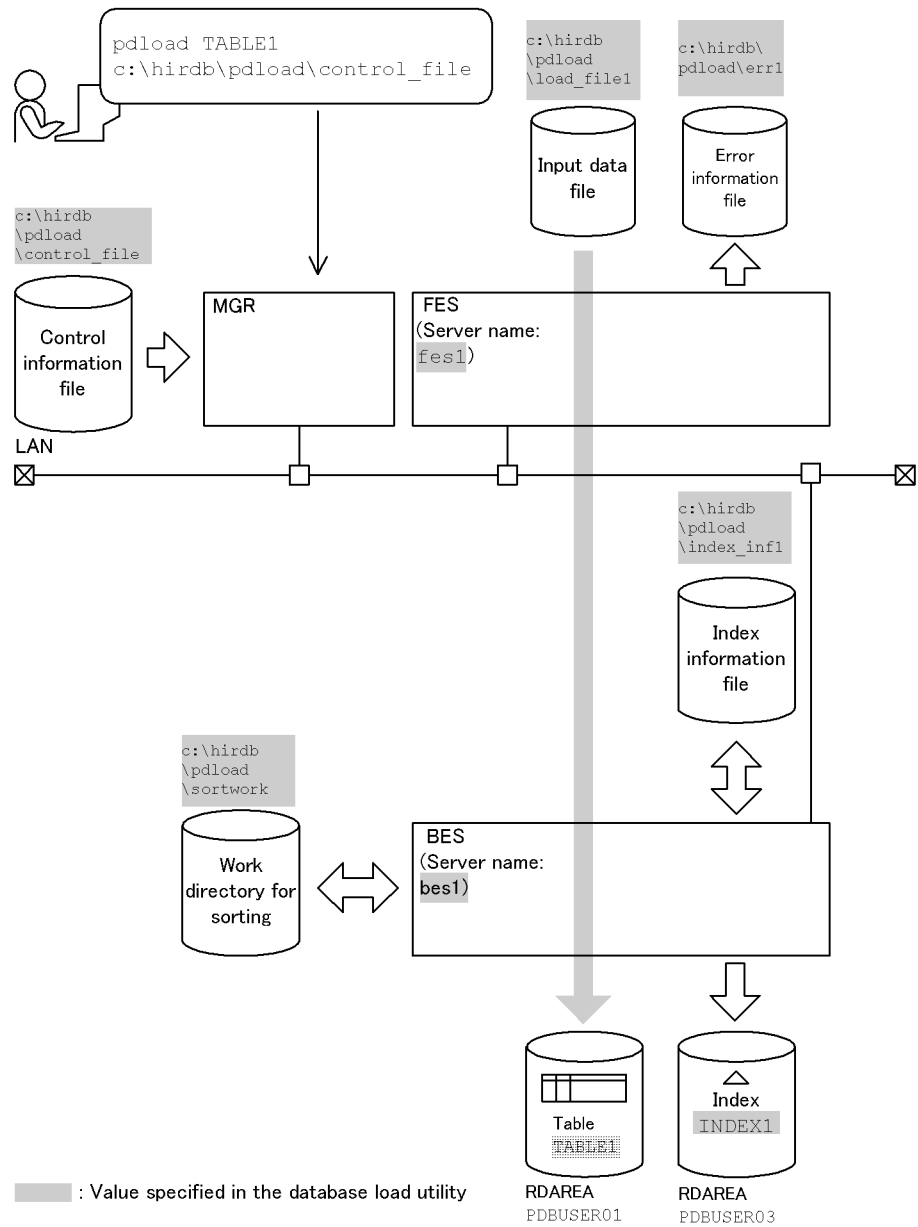 pdload TABLE1
c:\hirdb\pdload\control_file
c:\hirdb
\pdload
\load_file1
c:\hirdb\
pdload\err1
Input data
file
Error
information
file
c:\hirdb
\pdload
\control_file
Control
information
file
MGR
FES
(Server name:
fes1)
LAN
c:\hirdb
\pdload
\index_inf1
Index
information
file
c:\hirdb
\pdload
\sortwork
Work
directory for
sorting
BES
(Server name:
bes1)
Table
TABLE1
Index
INDEX1
: Value specified in the database load utility
RDAREA
PDBUSER01
RDAREA
PDBUSER03